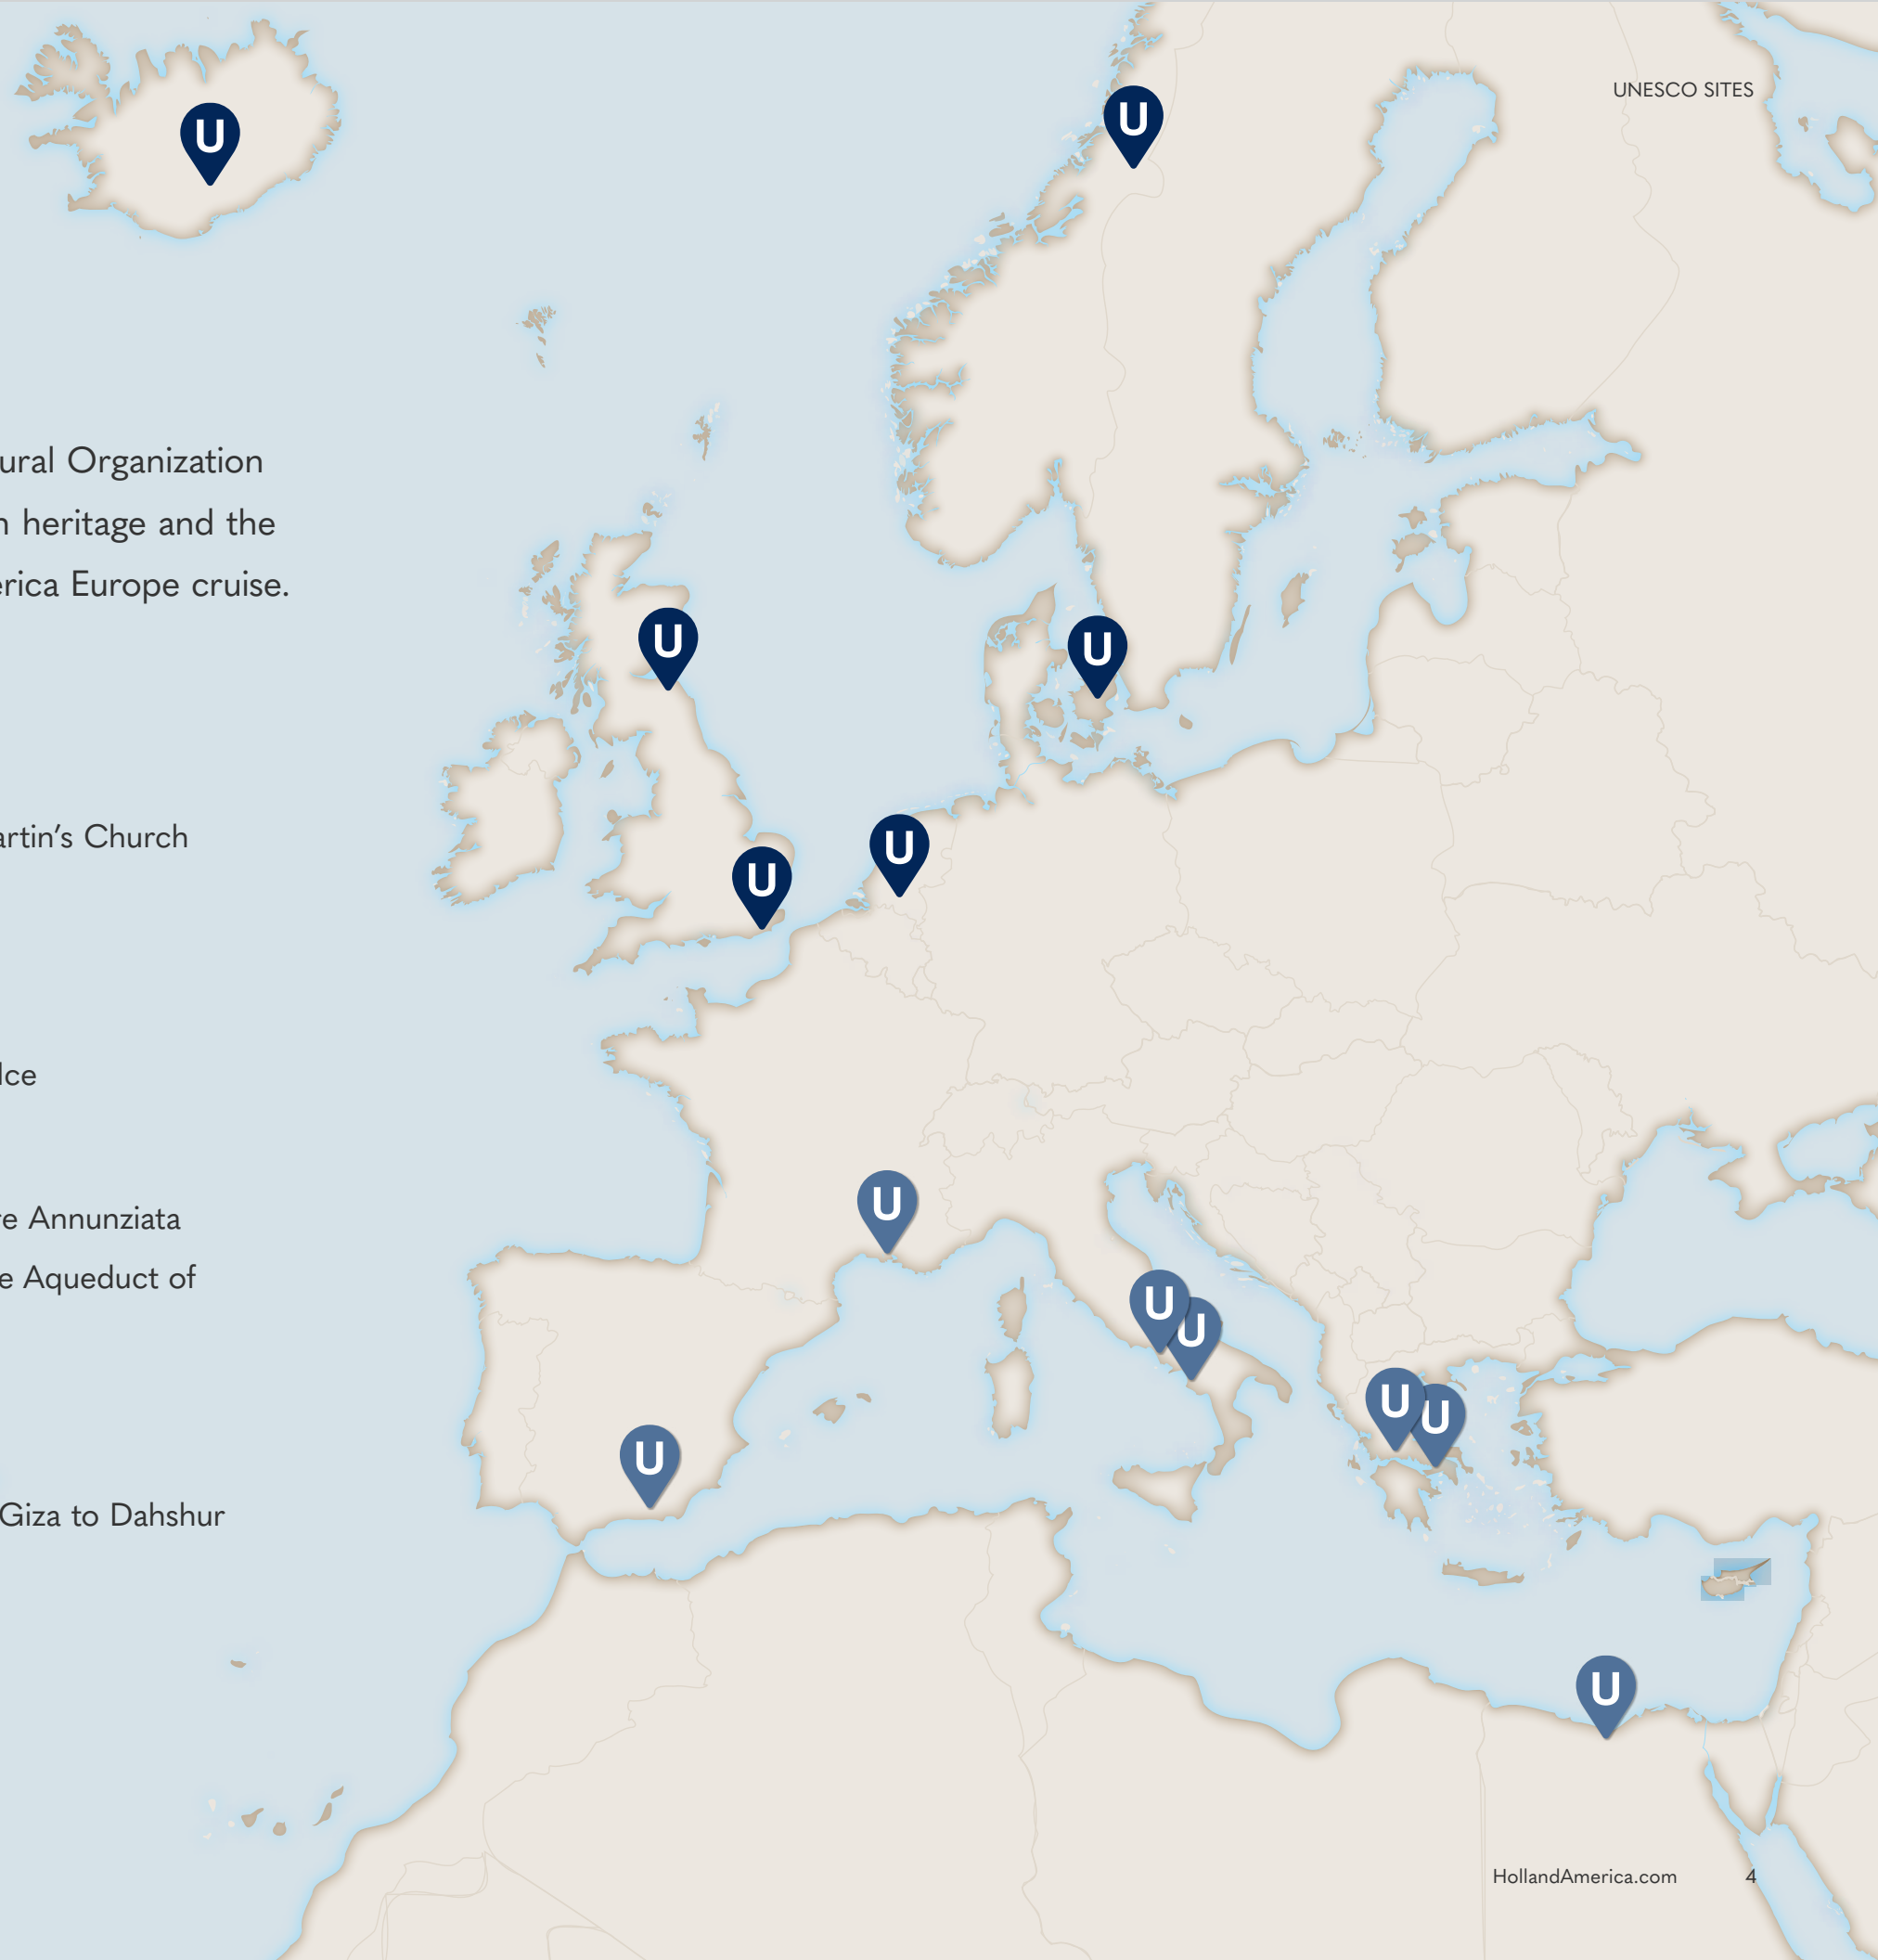 UNESCO SITES
U
U
ural Organization
n heritage and the
erica Europe cruise.
U
U
artin's Church
U
U
Ice
re Annunziata
e Aqueduct of
U
U
U
U
U
U
Giza to Dahshur
U
HollandAmerica.com 4